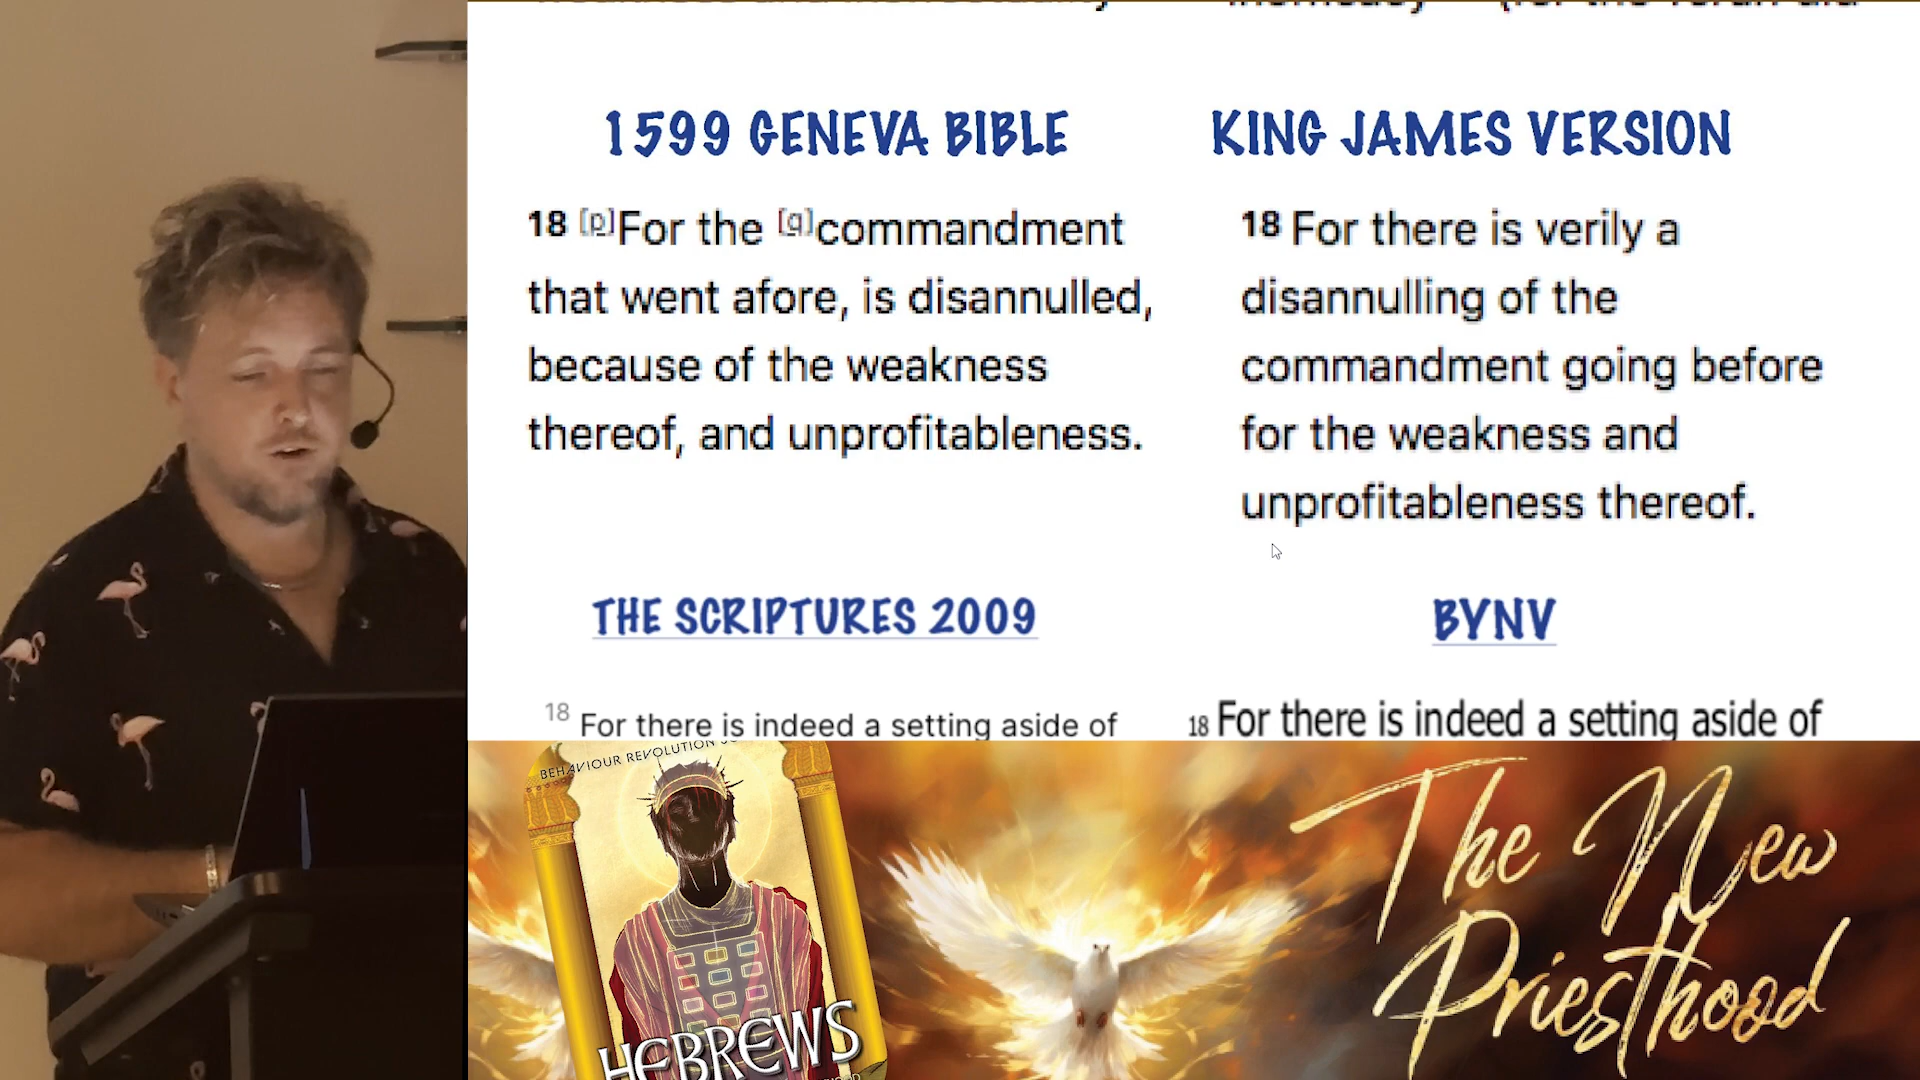 1599 GENEVA BIBLE
18 [p]For the [q]commandment
that went afore, is disannulled,
because of the weakness
thereof, and unprofitableness.
KING JAMES VERSION
18 For there is verily a
disannulling of the
commandment going before
for the weakness and
unprofitableness thereof.
THE SCRIPTURES 2009
18 For there is indeed a setting aside of
BYNV
18 For there is indeed a setting aside of
BEHAVIOUR REVOLUTION
HEBREWS
The New
Priesthood